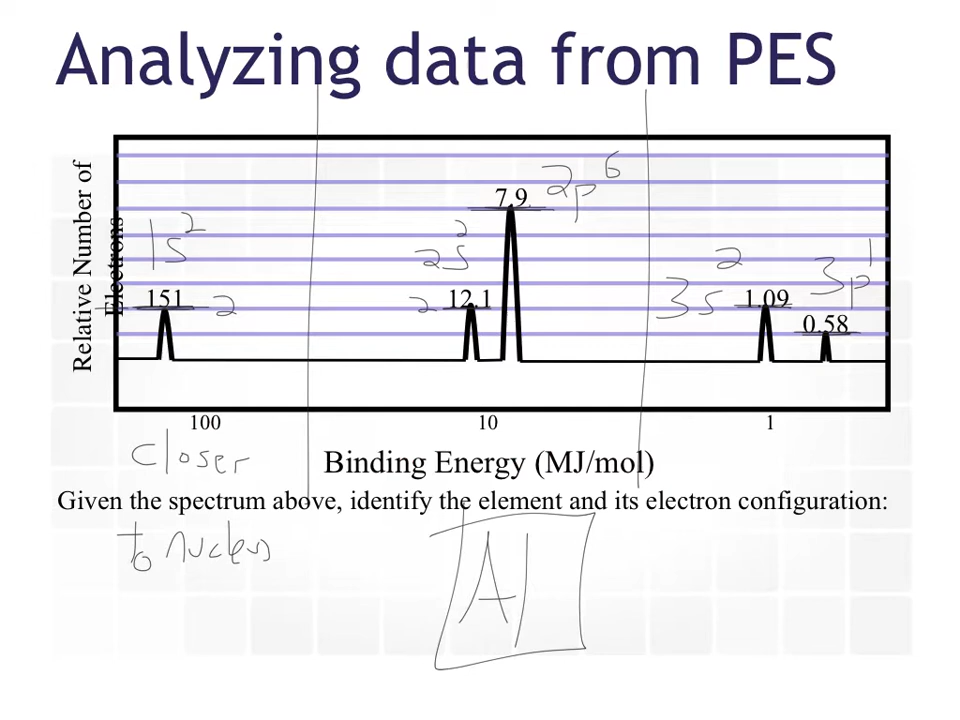 Analyzing data from PES
Relative Number of
Electrons
1s²
151
2
2s²
2
12.1
7.9
2p⁶
3s²
1.09
3p¹
0.58
100
10
1
Binding Energy (MJ/mol)
closer
to nucleus
Given the spectrum above, identify the element and its electron configuration:
Al